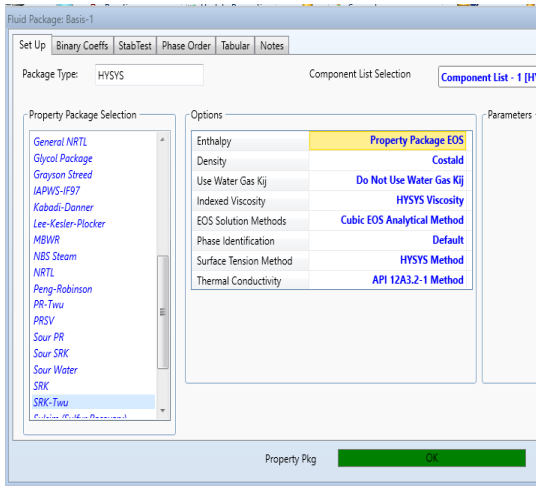 Fluid Package: Basis-1
Set Up Binary Coeffs StabTest Phase Order Tabular Notes
Package Type: HYSYS Component List Selection Component List - 1 [HY
Property Package Selection Options Parameters
General NRTL
Glycol Package
Grayson Streed
IAPWS-IF97
Kabadi-Danner
Lee-Kesler-Plocker
MBWR
NBS Steam
NRTL
Peng-Robinson
PR-Twu
PRSV
Sour PR
Sour SRK
Sour Water
SRK
SRK-Twu
Enthalpy Property Package EOS
Density Costald
Use Water Gas Kij Do Not Use Water Gas Kij
Indexed Viscosity HYSYS Viscosity
EOS Solution Methods Cubic EOS Analytical Method
Phase Identification Default
Surface Tension Method HYSYS Method
Thermal Conductivity API 12A3.2-1 Method
Property Pkg OK